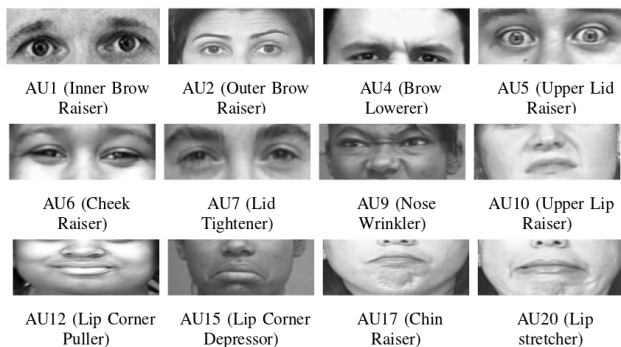 AU1 (Inner Brow
Raiser)
AU2 (Outer Brow
Raiser)
AU4 (Brow
Lowerer)
AU5 (Upper Lid
Raiser)
AU6 (Cheek
Raiser)
AU7 (Lid
Tightener)
AU9 (Nose
Wrinkler)
AU10 (Upper Lip
Raiser)
AU12 (Lip Corner
Puller)
AU15 (Lip Corner
Depressor)
AU17 (Chin
Raiser)
AU20 (Lip
stretcher)